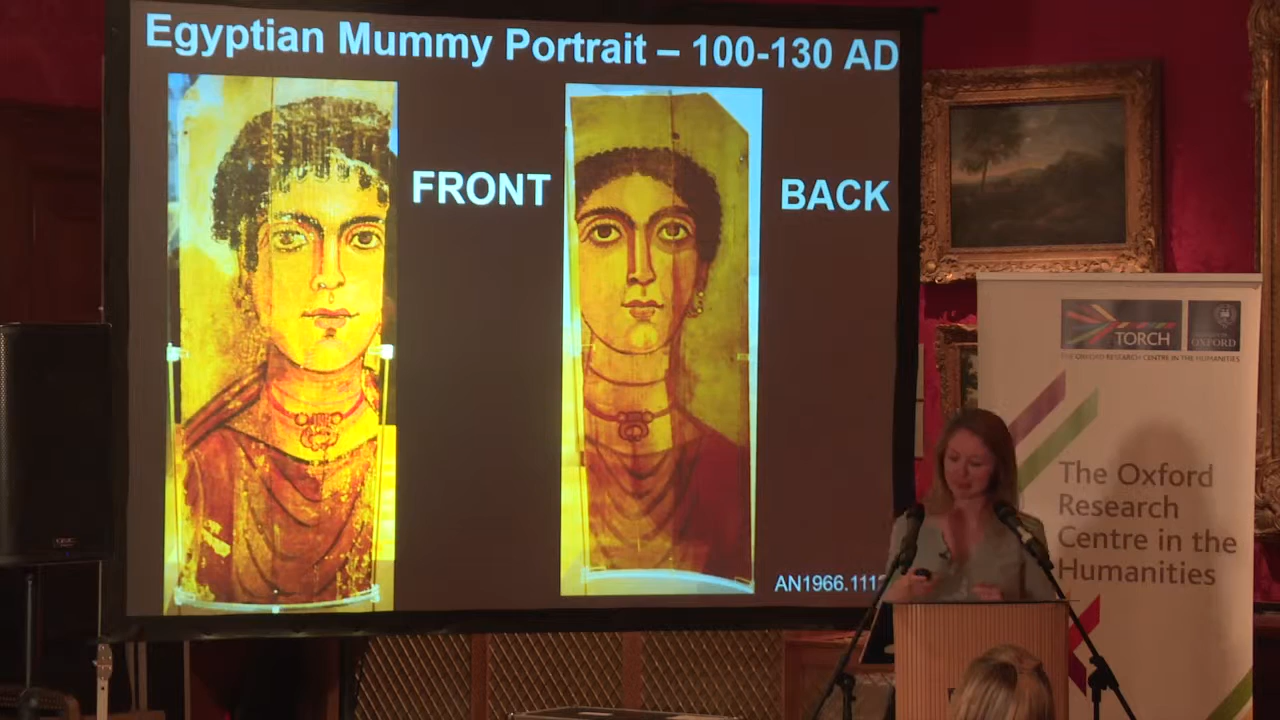 Egyptian Mummy Portrait – 100-130 AD
FRONT
BACK
AN1966.111
TORCH
OXFORD
THE OXFORD RESEARCH CENTRE IN THE HUMANITIES
The Oxford
Research
Centre in the
Humanities